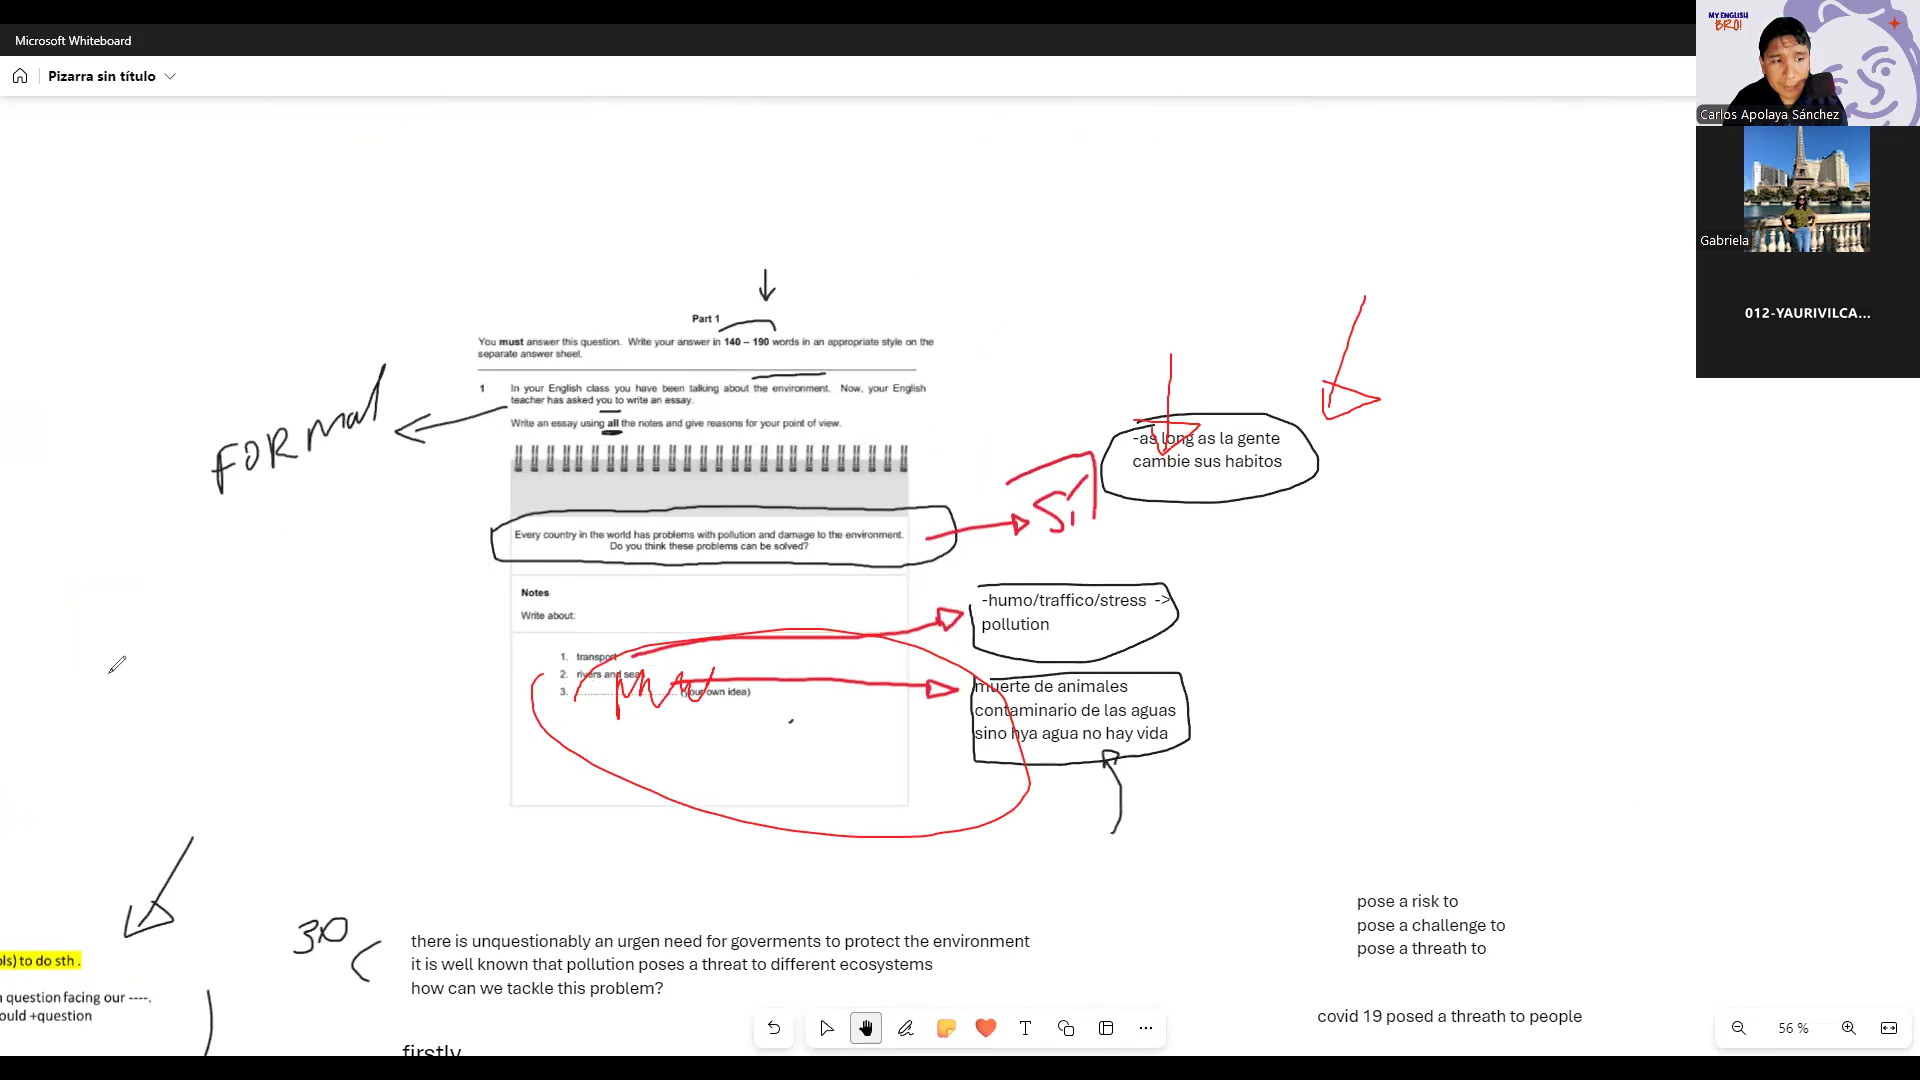 Microsoft Whiteboard
Pizarra sin título
MY ENGLISH
BRO!
Carlos Apolaya Sánchez
Gabriela
012-YAURIVILCA...
Part 1
You must answer this question. Write your answer in 140 – 190 words in an appropriate style on the
separate answer sheet.
1 In your English class you have been talking about the environment. Now, your English
teacher has asked you to write an essay.
Write an essay using all the notes and give reasons for your point of view.
FORMal
-as long as la gente
cambie sus habitos
SÍ
Every country in the world has problems with pollution and damage to the environment.
Do you think these problems can be solved?
Notes
Write about:
-humo/traffico/stress ->
pollution
1. transport
2. rivers and seas
3. (your own idea)
muerte de animales
contaminario de las aguas
sino hya agua no hay vida
pose a risk to
pose a challenge to
pose a threath to
30
there is unquestionably an urgen need for goverments to protect the environment
it is well known that pollution poses a threat to different ecosystems
how can we tackle this problem?
to do sth .
question facing our ----.
+question
covid 19 posed a threath to people
56 %
firstly